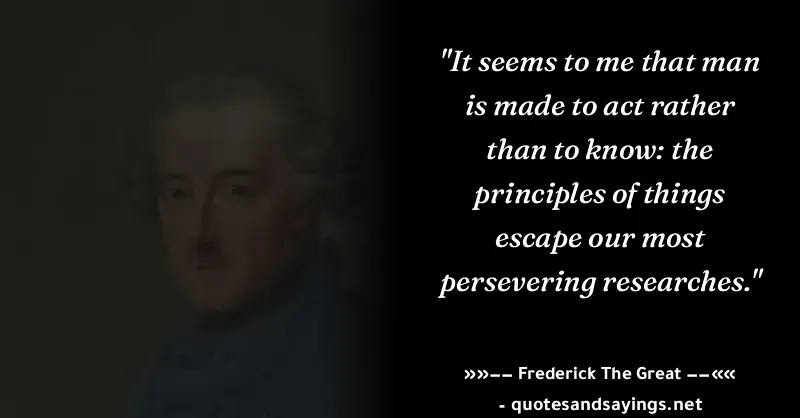 "It seems to me that man
is made to act rather
than to know: the
principles of things
escape our most
persevering researches."
»»–– Frederick The Great ––««
- quotesandsayings.net